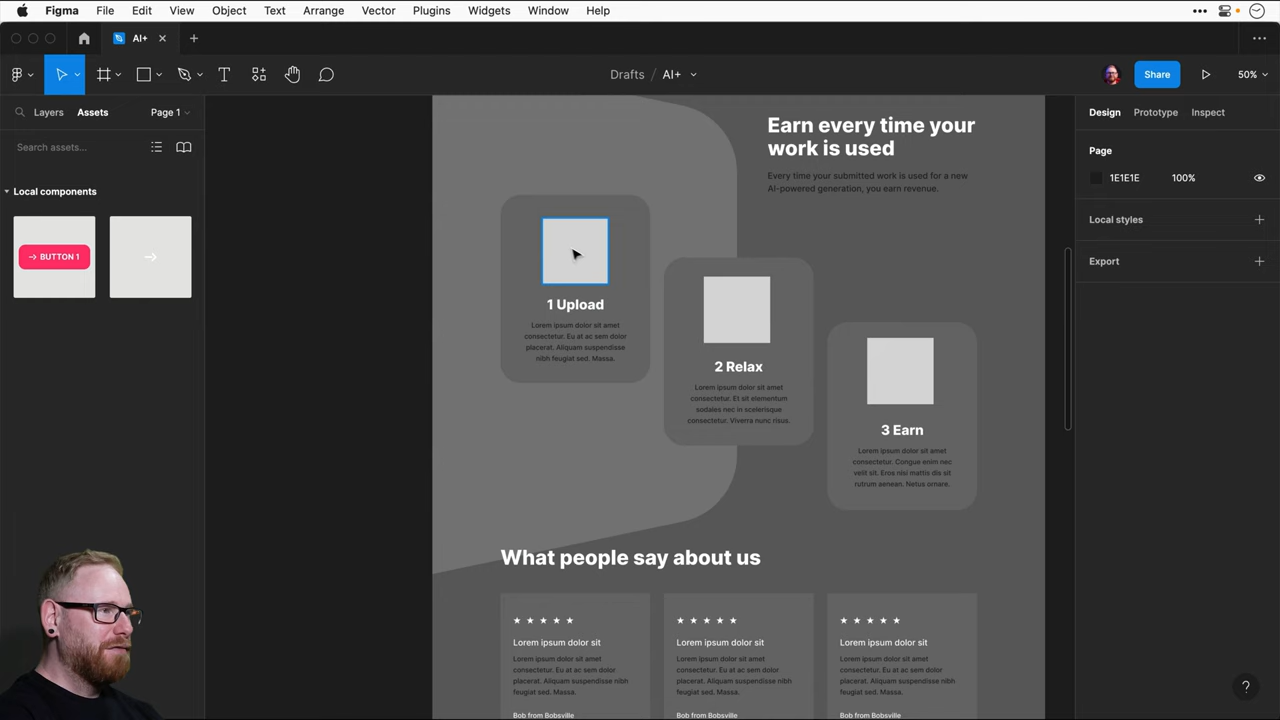 Figma File Edit View Object Text Arrange Vector Plugins Widgets Window Help
AI+
Drafts / AI+
Share
50%
Layers
Assets
Page 1
Search assets...
Local components
→ BUTTON 1
Earn every time your
work is used
Every time your submitted work is used for a new
AI-powered generation, you earn revenue.
1 Upload
Lorem ipsum dolor sit amet
consectetur. Eu at ac sem dolor
placerat. Aliquam suspendisse
nibh feugiat sed. Massa.
2 Relax
Lorem ipsum dolor sit amet
consectetur. Et sit elementum
sodales nec in scelerisque
consectetur. Viverra nunc risus.
3 Earn
Lorem ipsum dolor sit amet
consectetur. Congue enim nec
velit sit. Eros nisi mattis dis sit
rutrum aenean. Netus ornare.
What people say about us
★ ★ ★ ★ ★
Lorem ipsum dolor sit
Lorem ipsum dolor sit amet
consectetur. Eu at ac sem dolor
placerat. Aliquam suspendisse nibh
feugiat sed. Massa.
Bob from Bobsville
★ ★ ★ ★ ★
Lorem ipsum dolor sit
Lorem ipsum dolor sit amet
consectetur. Eu at ac sem dolor
placerat. Aliquam suspendisse nibh
feugiat sed. Massa.
Bob from Bobsville
★ ★ ★ ★ ★
Lorem ipsum dolor sit
Lorem ipsum dolor sit amet
consectetur. Eu at ac sem dolor
placerat. Aliquam suspendisse nibh
feugiat sed. Massa.
Bob from Bobsville
Design
Prototype
Inspect
Page
1E1E1E
100%
Local styles
Export
?